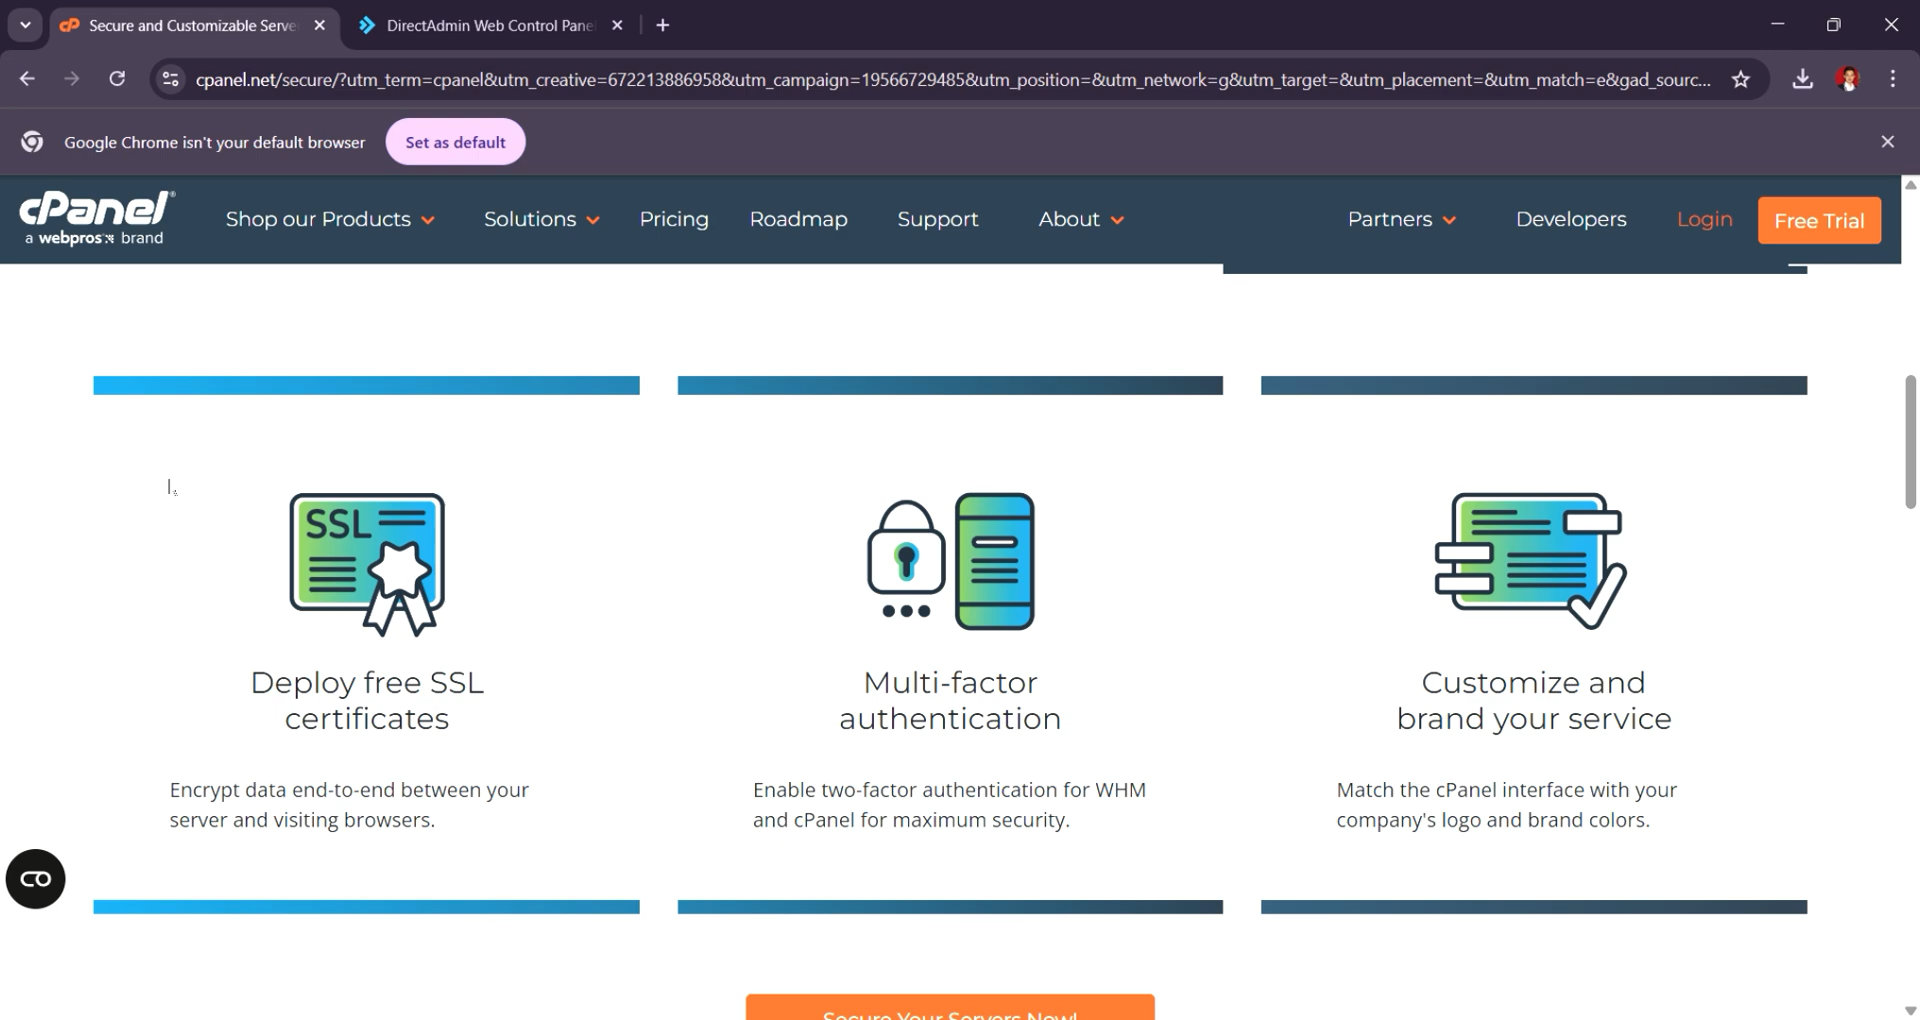 Secure and Customizable Serve
DirectAdmin Web Control Pane
cpanel.net/secure/?utm_term=cpanel&utm_creative=672213886958&utm_campaign=19566729485&utm_position=&utm_network=g&utm_target=&utm_placement=&utm_match=e&gad_sourc...
Google Chrome isn't your default browser
Set as default
cPanel®
a webpros brand
Shop our Products
Solutions
Pricing
Roadmap
Support
About
Partners
Developers
Login
Free Trial
SSL
Deploy free SSL
certificates
Encrypt data end-to-end between your
server and visiting browsers.
Multi-factor
authentication
Enable two-factor authentication for WHM
and cPanel for maximum security.
Customize and
brand your service
Match the cPanel interface with your
company's logo and brand colors.
Secure Your Servers Now!